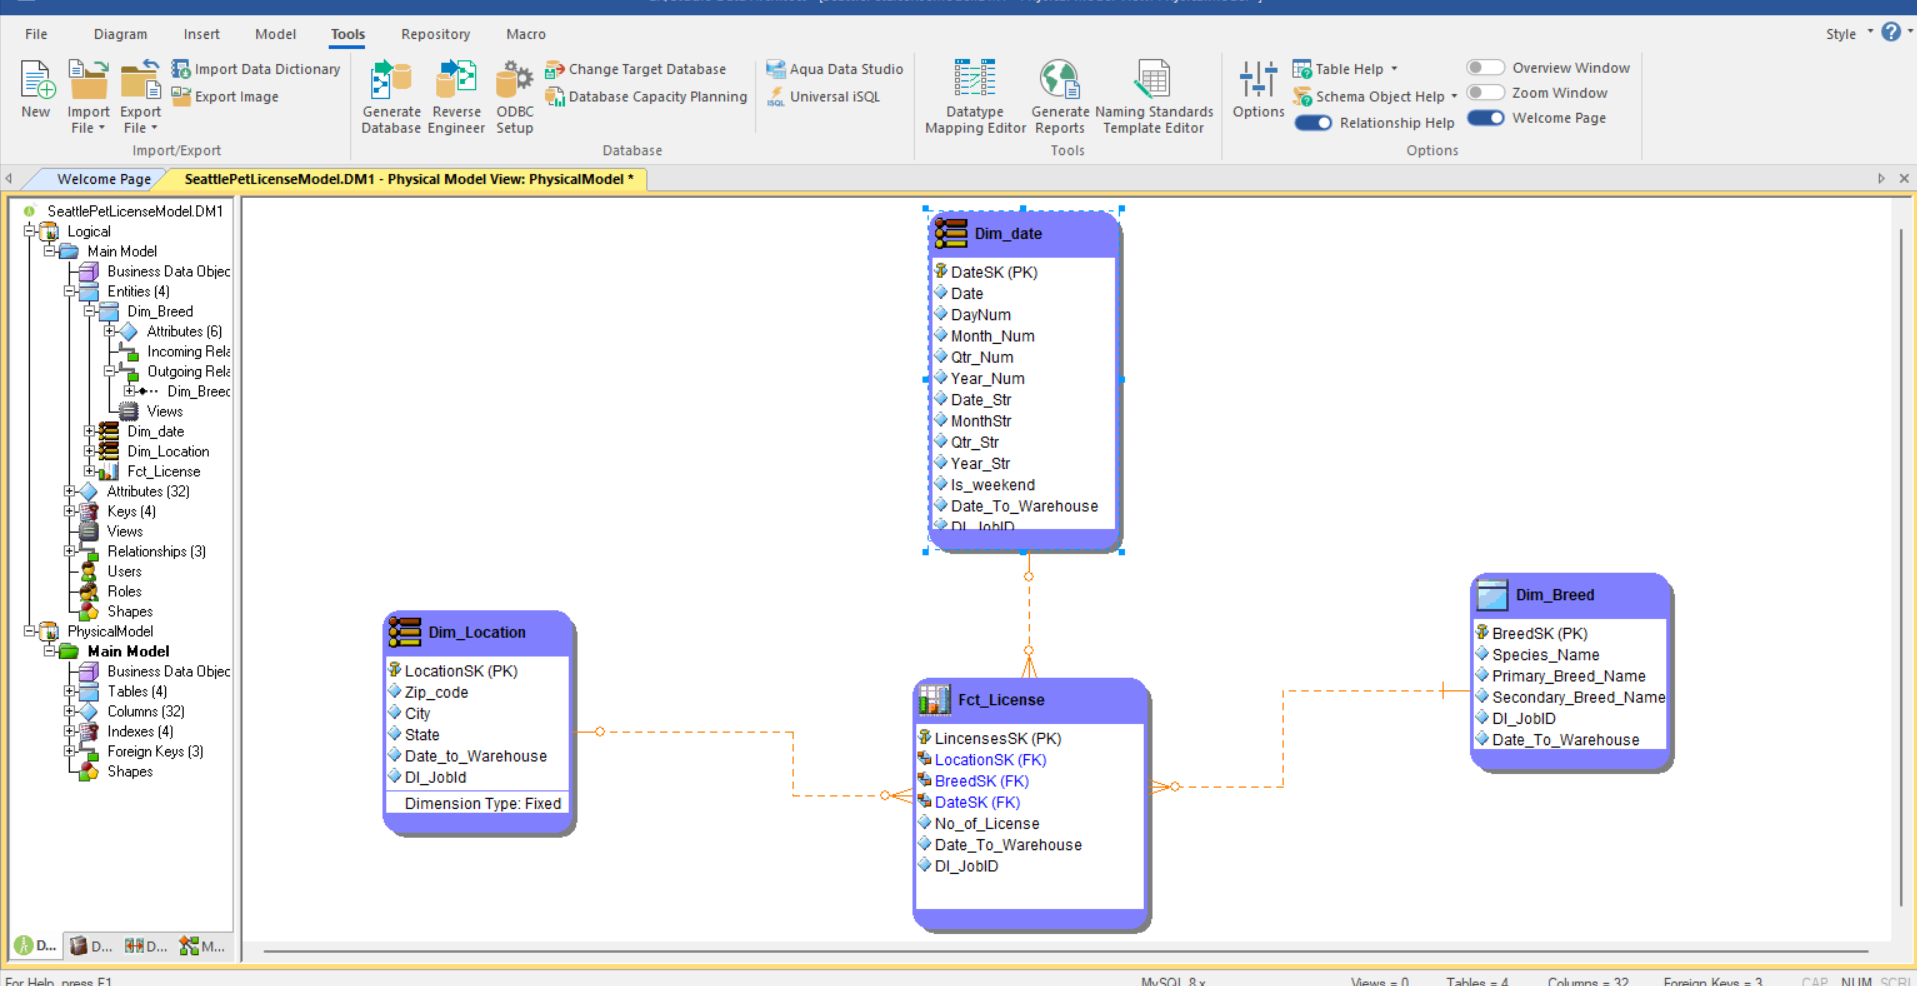 File Diagram Insert Model Tools Repository Macro Style
New
Import File
Export File
Import Data Dictionary
Export Image
Import/Export
Generate Database
Reverse Engineer
ODBC Setup
Change Target Database
Database Capacity Planning
Database
Aqua Data Studio
Universal iSQL
Datatype Mapping Editor
Generate Reports
Naming Standards Template Editor
Tools
Options
Table Help
Schema Object Help
Relationship Help
Overview Window
Zoom Window
Welcome Page
Options
Welcome Page
SeattlePetLicenseModel.DM1 - Physical Model View: PhysicalModel *
SeattlePetLicenseModel.DM1
Logical
Main Model
Business Data Objec
Entities (4)
Dim_Breed
Attributes (6)
Incoming Rela
Outgoing Rela
Dim_Breed
Views
Dim_date
Dim_Location
Fct_License
Attributes (32)
Keys (4)
Views
Relationships (3)
Users
Roles
Shapes
PhysicalModel
Main Model
Business Data Objec
Tables (4)
Columns (32)
Indexes (4)
Foreign Keys (3)
Shapes
D...
D...
D...
M...
Dim_date
DateSK (PK)
Date
DayNum
Month_Num
Qtr_Num
Year_Num
Date_Str
MonthStr
Qtr_Str
Year_Str
Is_weekend
Date_To_Warehouse
DI_JobID
Dim_Location
LocationSK (PK)
Zip_code
City
State
Date_to_Warehouse
DI_JobId
Dimension Type: Fixed
Fct_License
LincensesSK (PK)
LocationSK (FK)
BreedSK (FK)
DateSK (FK)
No_of_License
Date_To_Warehouse
DI_JobID
Dim_Breed
BreedSK (PK)
Species_Name
Primary_Breed_Name
Secondary_Breed_Name
DI_JobID
Date_To_Warehouse
For Help, press F1
MySQL 8.x
Views = 0
Tables = 4
Columns = 32
Foreign Keys = 3
CAP NUM SCRL